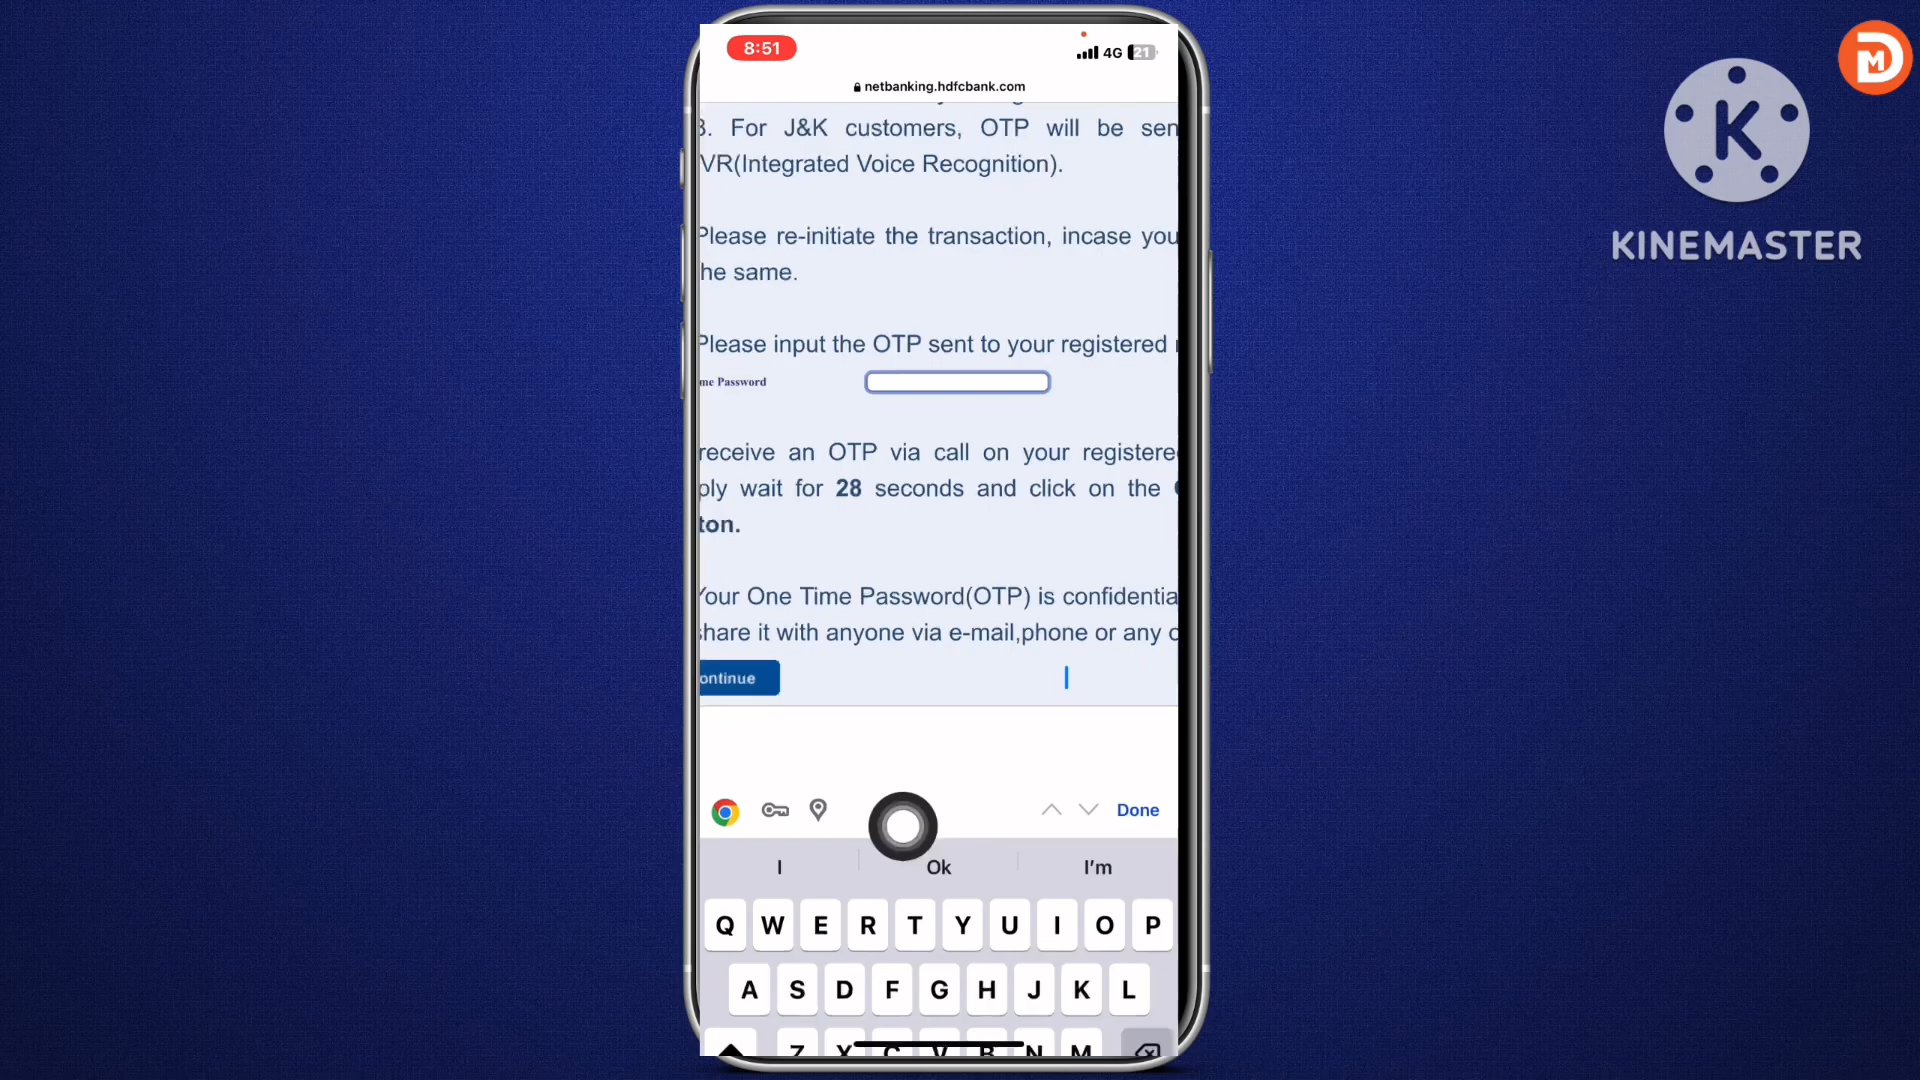 8:51
4G 21
netbanking.hdfcbank.com
3. For J&K customers, OTP will be sen
VR(Integrated Voice Recognition).
Please re-initiate the transaction, incase you
he same.
Please input the OTP sent to your registered
me Password
receive an OTP via call on your registere
ply wait for 28 seconds and click on the
ton.
Your One Time Password(OTP) is confidentia
share it with anyone via e-mail,phone or any o
ontinue
Done
I Ok I'm
Q W E R T Y U I O P
A S D F G H J K L
Z X C V B N M
K
KINEMASTER
D M